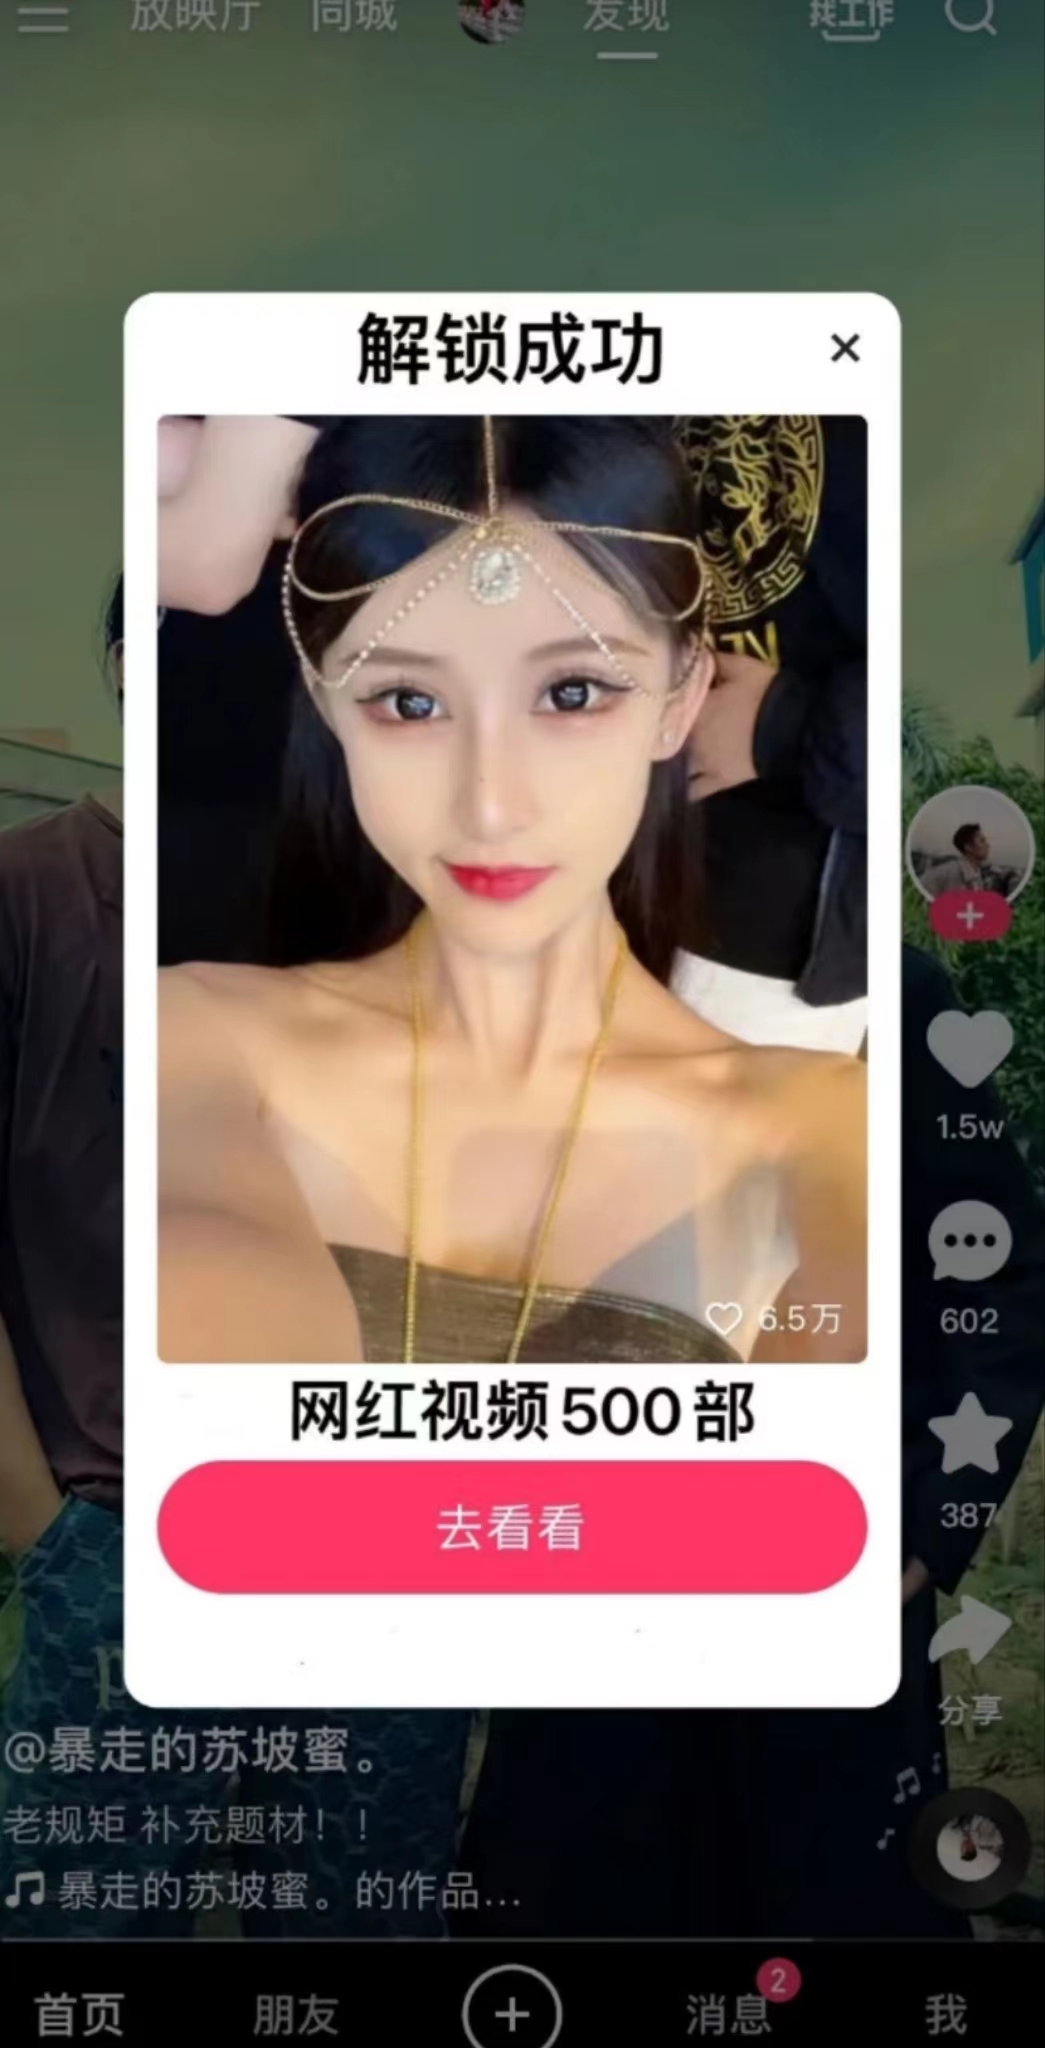 放映厅 同城 发现 找工作
解锁成功
6.5万
网红视频500部
去看看
1.5w
602
387
分享
@暴走的苏坡蜜。
老规矩 补充题材！！
暴走的苏坡蜜。的作品...
首页 朋友 消息 2 我